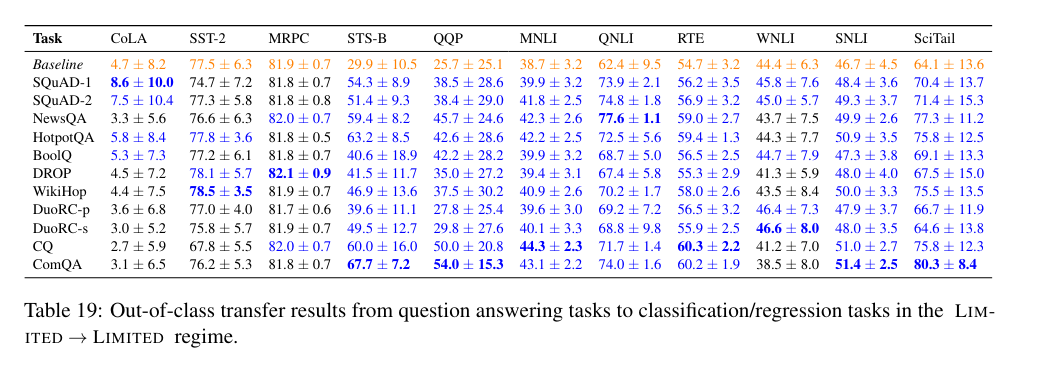 Task CoLA SST-2 MRPC STS-B QQP MNLI QNLI RTE WNLI SNLI SciTail
Baseline 4.7 ± 8.2 77.5 ± 6.3 81.9 ± 0.7 29.9 ± 10.5 25.7 ± 25.1 38.7 ± 3.2 62.4 ± 9.5 54.7 ± 3.2 44.4 ± 6.3 46.7 ± 4.5 64.1 ± 13.6
SQuAD-1 8.6 ± 10.0 74.7 ± 7.2 81.8 ± 0.7 54.3 ± 8.9 38.5 ± 28.6 39.9 ± 3.2 73.9 ± 2.1 56.2 ± 3.5 45.8 ± 7.6 48.4 ± 3.6 70.4 ± 13.7
SQuAD-2 7.5 ± 10.4 77.3 ± 5.8 81.8 ± 0.8 51.4 ± 9.3 38.4 ± 29.0 41.8 ± 2.5 74.8 ± 1.8 56.9 ± 3.2 45.0 ± 5.7 49.3 ± 3.7 71.4 ± 15.3
NewsQA 3.3 ± 5.6 76.6 ± 6.3 82.0 ± 0.7 59.4 ± 8.2 45.7 ± 24.6 42.3 ± 2.6 77.6 ± 1.1 59.0 ± 2.7 43.7 ± 7.5 49.9 ± 2.6 77.3 ± 11.2
HotpotQA 5.8 ± 8.4 77.8 ± 3.6 81.8 ± 0.5 63.2 ± 8.5 42.6 ± 28.6 42.2 ± 2.5 72.5 ± 5.6 59.4 ± 1.3 44.3 ± 7.7 50.9 ± 3.5 75.8 ± 12.5
BoolQ 5.3 ± 7.3 77.2 ± 6.1 81.8 ± 0.7 40.6 ± 18.9 42.2 ± 28.2 39.9 ± 3.2 68.7 ± 5.0 56.5 ± 2.5 44.7 ± 7.9 47.3 ± 3.8 69.1 ± 13.3
DROP 4.5 ± 7.2 78.1 ± 5.7 82.1 ± 0.9 41.5 ± 11.7 35.0 ± 27.2 39.4 ± 3.1 67.4 ± 5.8 55.3 ± 2.9 41.3 ± 5.9 48.0 ± 4.0 67.5 ± 15.0
WikiHop 4.4 ± 7.5 78.5 ± 3.5 81.9 ± 0.7 46.9 ± 13.6 37.5 ± 30.2 40.9 ± 2.6 70.2 ± 1.7 58.0 ± 2.6 43.5 ± 8.4 50.0 ± 3.3 75.5 ± 13.5
DuoRC-p 3.6 ± 6.8 77.0 ± 4.0 81.7 ± 0.6 39.6 ± 11.1 27.8 ± 25.4 39.6 ± 3.0 69.2 ± 7.2 56.5 ± 3.2 46.4 ± 7.3 47.9 ± 3.7 66.7 ± 11.9
DuoRC-s 3.0 ± 5.2 75.8 ± 5.7 81.9 ± 0.7 49.5 ± 12.7 29.8 ± 27.6 40.1 ± 3.3 68.8 ± 9.8 55.9 ± 2.5 46.6 ± 8.0 48.0 ± 3.5 64.6 ± 13.8
CQ 2.7 ± 5.9 67.8 ± 5.5 82.0 ± 0.7 60.0 ± 16.0 50.0 ± 20.8 44.3 ± 2.3 71.7 ± 1.4 60.3 ± 2.2 41.2 ± 7.0 51.0 ± 2.7 75.8 ± 12.3
ComQA 3.1 ± 6.5 76.2 ± 5.3 81.8 ± 0.7 67.7 ± 7.2 54.0 ± 15.3 43.1 ± 2.2 74.0 ± 1.6 60.2 ± 1.9 38.5 ± 8.0 51.4 ± 2.5 80.3 ± 8.4
Table 19: Out-of-class transfer results from question answering tasks to classification/regression tasks in the LIM-
ITED → LIMITED regime.